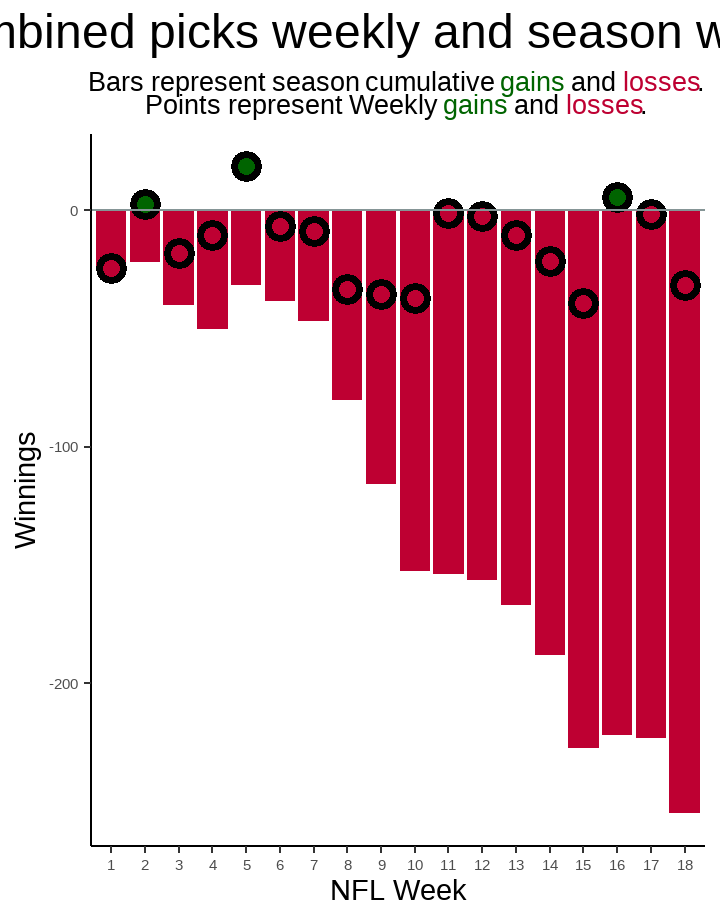 mbined picks weekly and season w
Bars represent season cumulative gains and losses.
Points represent Weekly gains and losses.
0
-100
-200
Winnings
1 2 3 4 5 6 7 8 9 10 11 12 13 14 15 16 17 18
NFL Week